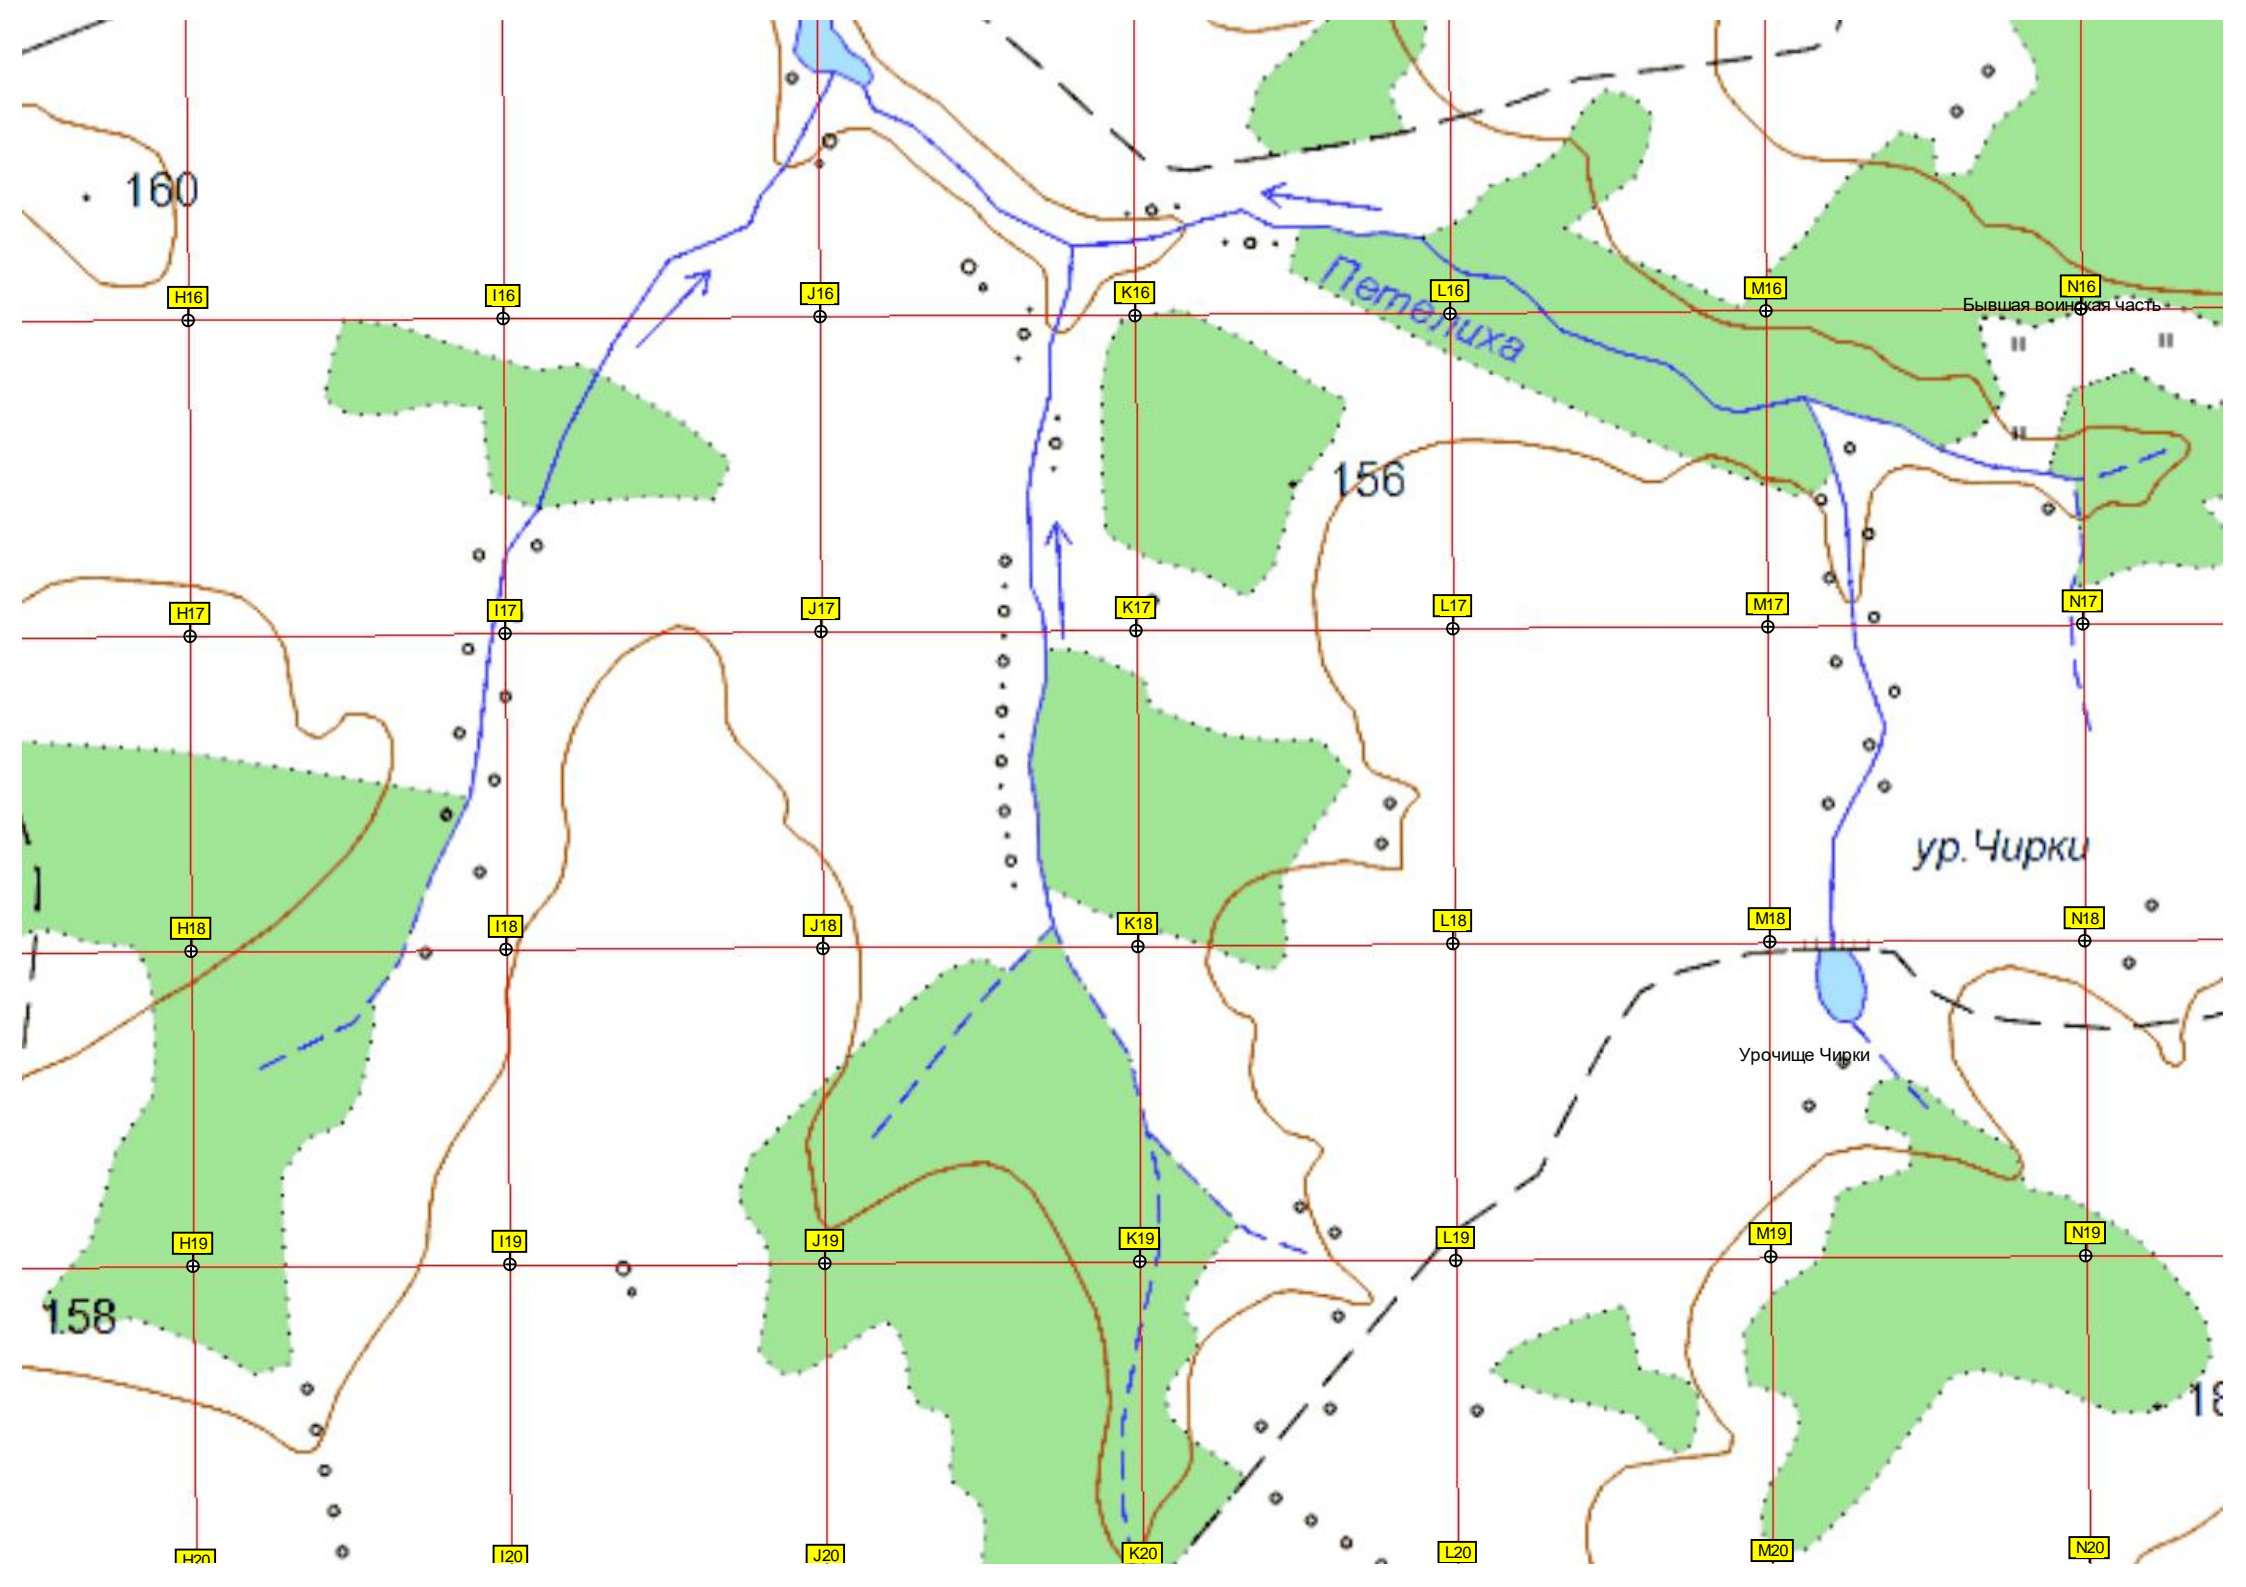 160
H16
I16
J16
K16
L16
M16
N16
Бывшая воинская часть
Петелиха
156
H17
I17
J17
K17
L17
M17
N17
ур.Чирки
H18
I18
J18
K18
L18
M18
N18
Урочище Чирки
H19
I19
J19
K19
L19
M19
N19
158
H20
I20
J20
K20
L20
M20
N20